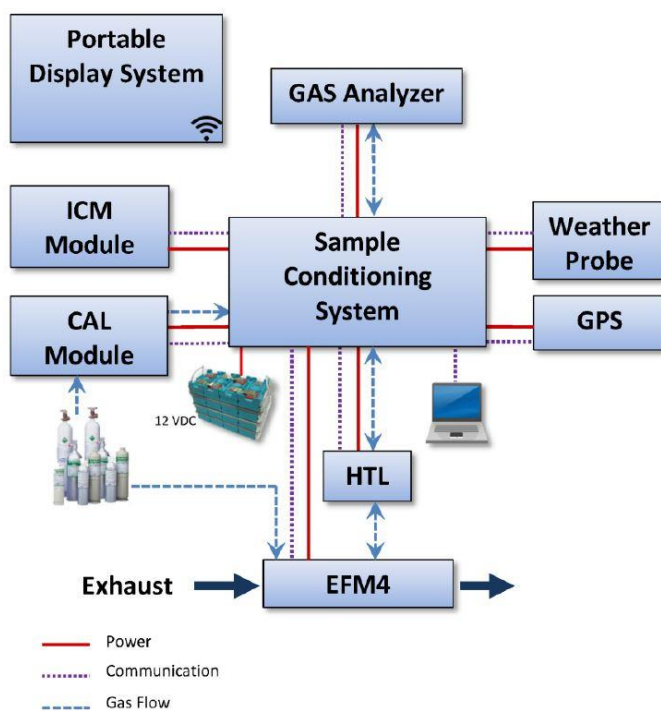 Portable
Display System
GAS Analyzer
ICM
Module
Sample
Conditioning
System
Weather
Probe
CAL
Module
GPS
12 VDC
HTL
Exhaust
EFM4
Power
Communication
Gas Flow